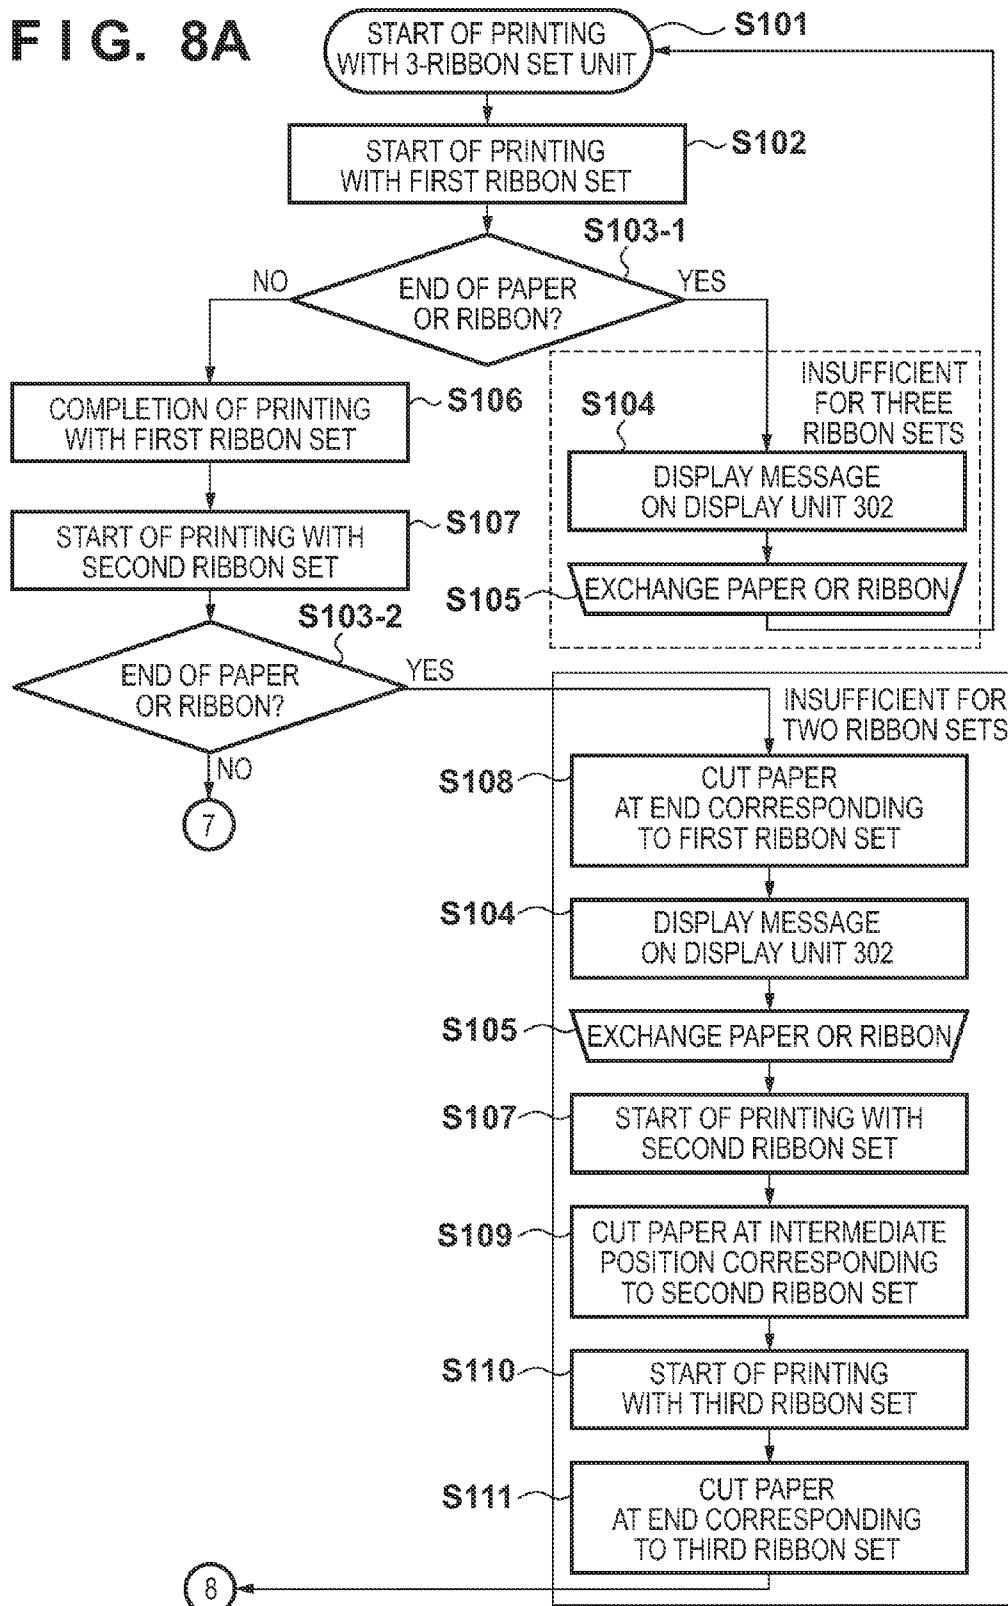 FIG. 8A
START OF PRINTING
WITH 3-RIBBON SET UNIT
S101
START OF PRINTING
WITH FIRST RIBBON SET
S102
S103-1
END OF PAPER
OR RIBBON?
NO
YES
COMPLETION OF PRINTING
WITH FIRST RIBBON SET
S106
INSUFFICIENT
FOR THREE
RIBBON SETS
S104
DISPLAY MESSAGE
ON DISPLAY UNIT 302
START OF PRINTING WITH
SECOND RIBBON SET
S107
S105
EXCHANGE PAPER OR RIBBON
S103-2
END OF PAPER
OR RIBBON?
YES
NO
7
INSUFFICIENT FOR
TWO RIBBON SETS
S108
CUT PAPER
AT END CORRESPONDING
TO FIRST RIBBON SET
S104
DISPLAY MESSAGE
ON DISPLAY UNIT 302
S105
EXCHANGE PAPER OR RIBBON
S107
START OF PRINTING WITH
SECOND RIBBON SET
S109
CUT PAPER AT INTERMEDIATE
POSITION CORRESPONDING
TO SECOND RIBBON SET
S110
START OF PRINTING
WITH THIRD RIBBON SET
S111
CUT PAPER
AT END CORRESPONDING
TO THIRD RIBBON SET
8